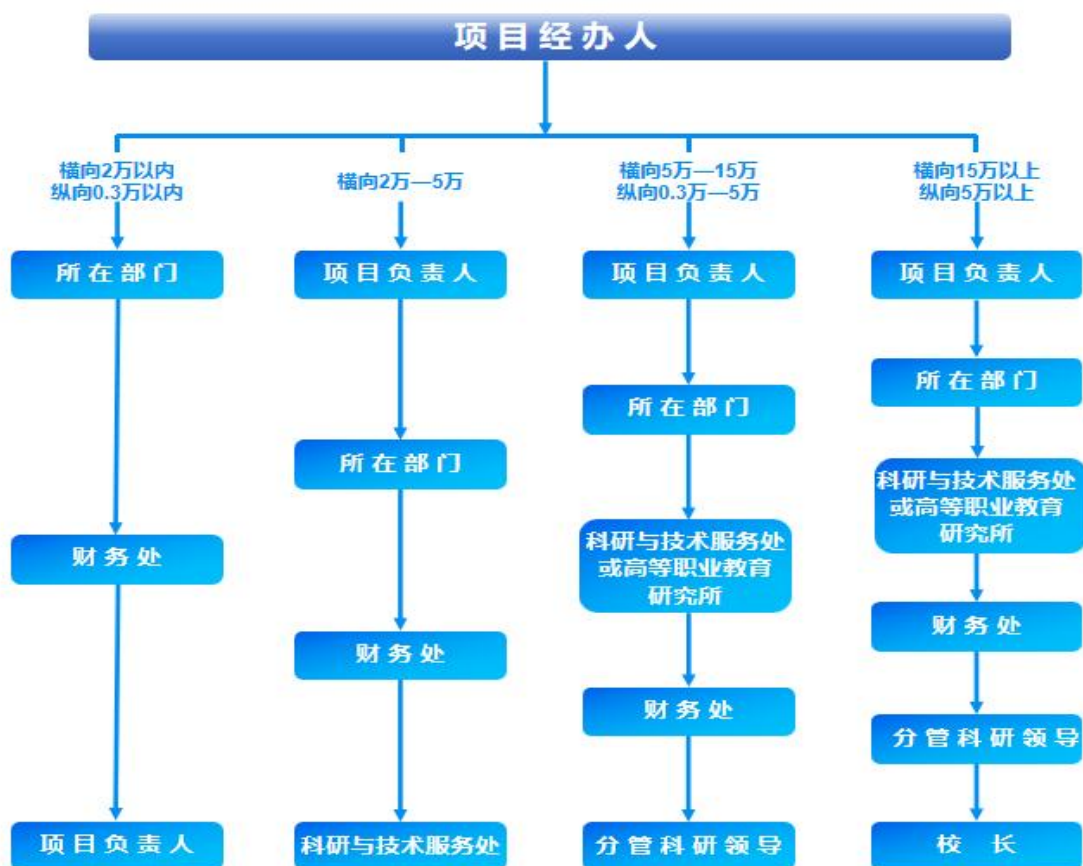 项目经办人
横向2万以内
纵向0.3万以内
所在部门
财务处
项目负责人
横向2万—5万
项目负责人
所在部门
财务处
科研与技术服务处
横向5万—15万
纵向0.3万—5万
项目负责人
所在部门
科研与技术服务处
或高等职业教育
研究所
财务处
分管科研领导
横向15万以上
纵向5万以上
项目负责人
所在部门
科研与技术服务处
或高等职业教育
研究所
财务处
分管科研领导
校 长